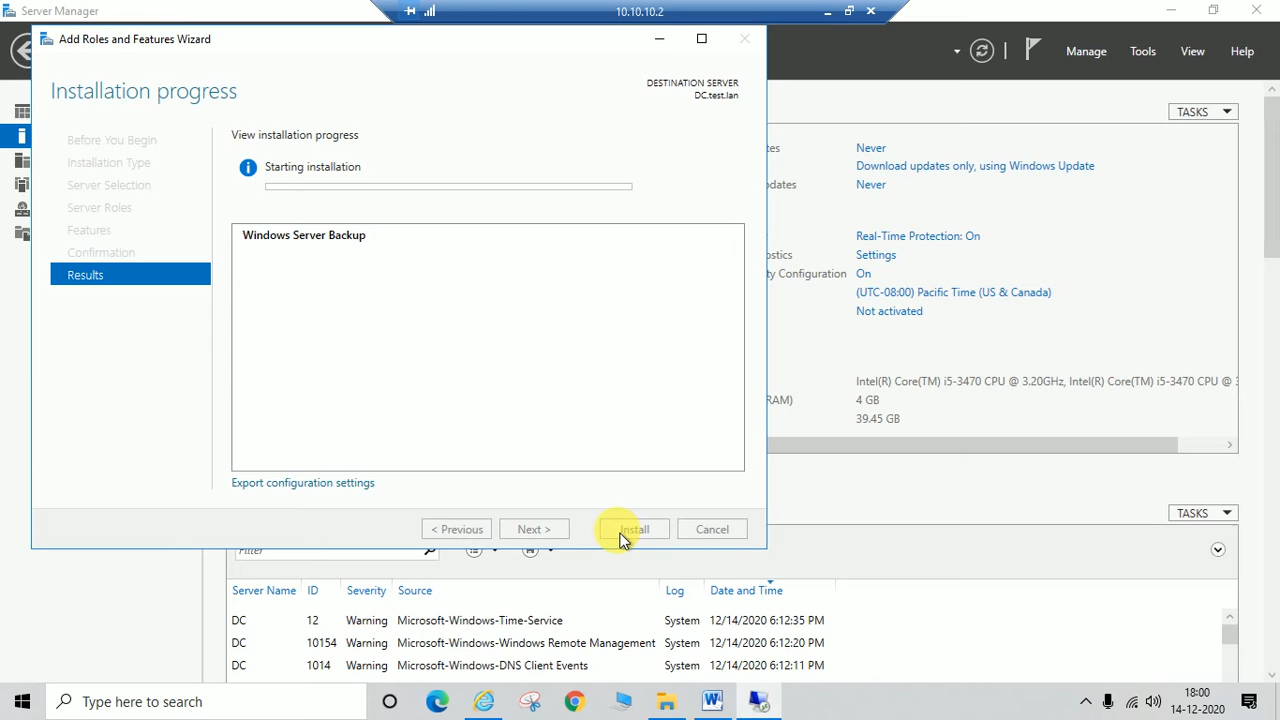 Server Manager
10.10.10.2
Add Roles and Features Wizard
Manage
Tools
View
Help
Installation progress
DESTINATION SERVER
DC.test.lan
Before You Begin
Installation Type
Server Selection
Server Roles
Features
Confirmation
Results
View installation progress
Starting installation
Windows Server Backup
Export configuration settings
< Previous
Next >
Install
Cancel
TASKS
Never
Download updates only, using Windows Update
Never
Real-Time Protection: On
Settings
y Configuration
On
(UTC-08:00) Pacific Time (US & Canada)
Not activated
Intel(R) Core(TM) i5-3470 CPU @ 3.20GHz, Intel(R) Core(TM) i5-3470 CPU @ 3
RAM)
4 GB
39.45 GB
TASKS
Filter
Server Name ID Severity Source Log Date and Time
DC 12 Warning Microsoft-Windows-Time-Service System 12/14/2020 6:12:35 PM
DC 10154 Warning Microsoft-Windows-Windows Remote Management System 12/14/2020 6:12:20 PM
DC 1014 Warning Microsoft-Windows-DNS Client Events System 12/14/2020 6:12:11 PM
Type here to search
18:00
14-12-2020